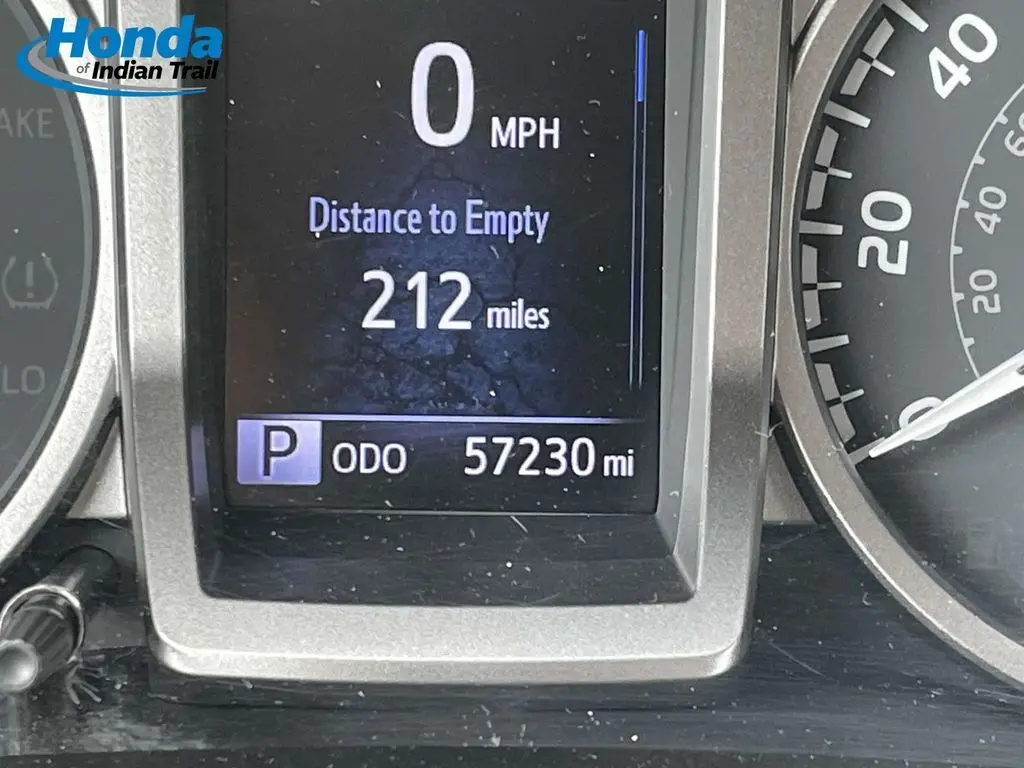 Honda
of Indian Trail
AKE
LO
0 MPH
Distance to Empty
212 miles
P ODO 57230 mi
40
20
0
60
40
20